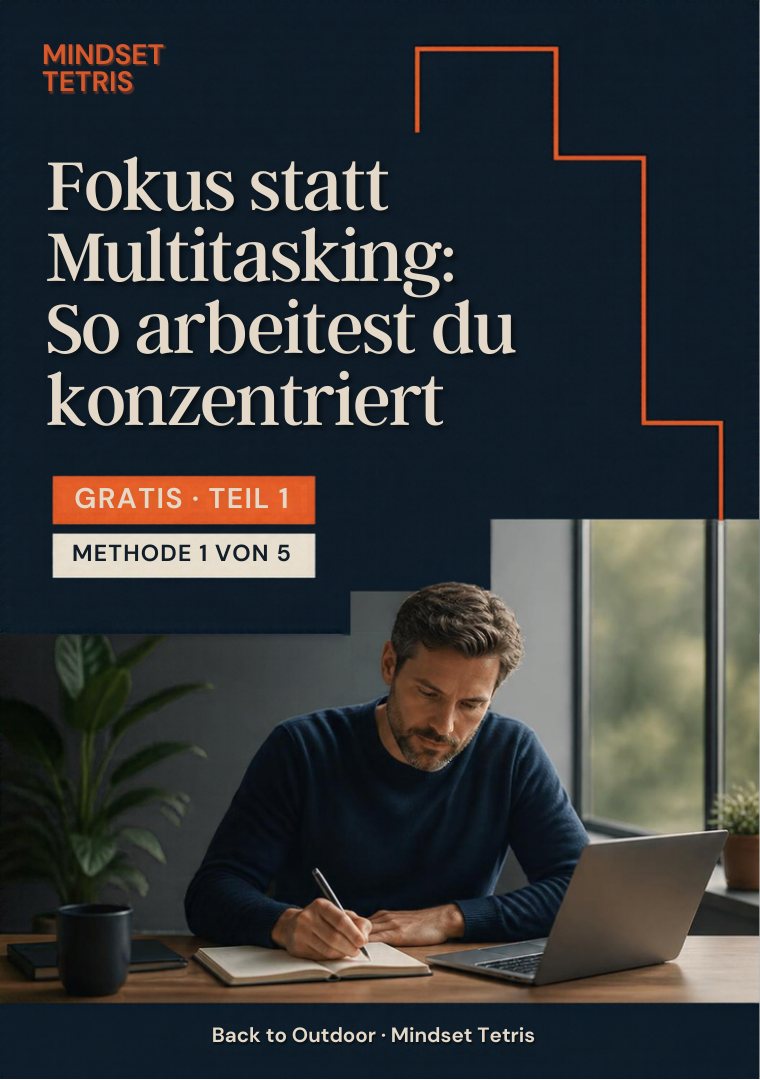 MINDSET
TETRIS
Fokus statt
Multitasking:
So arbeitest du
konzentriert
GRATIS · TEIL 1
METHODE 1 VON 5
Back to Outdoor · Mindset Tetris